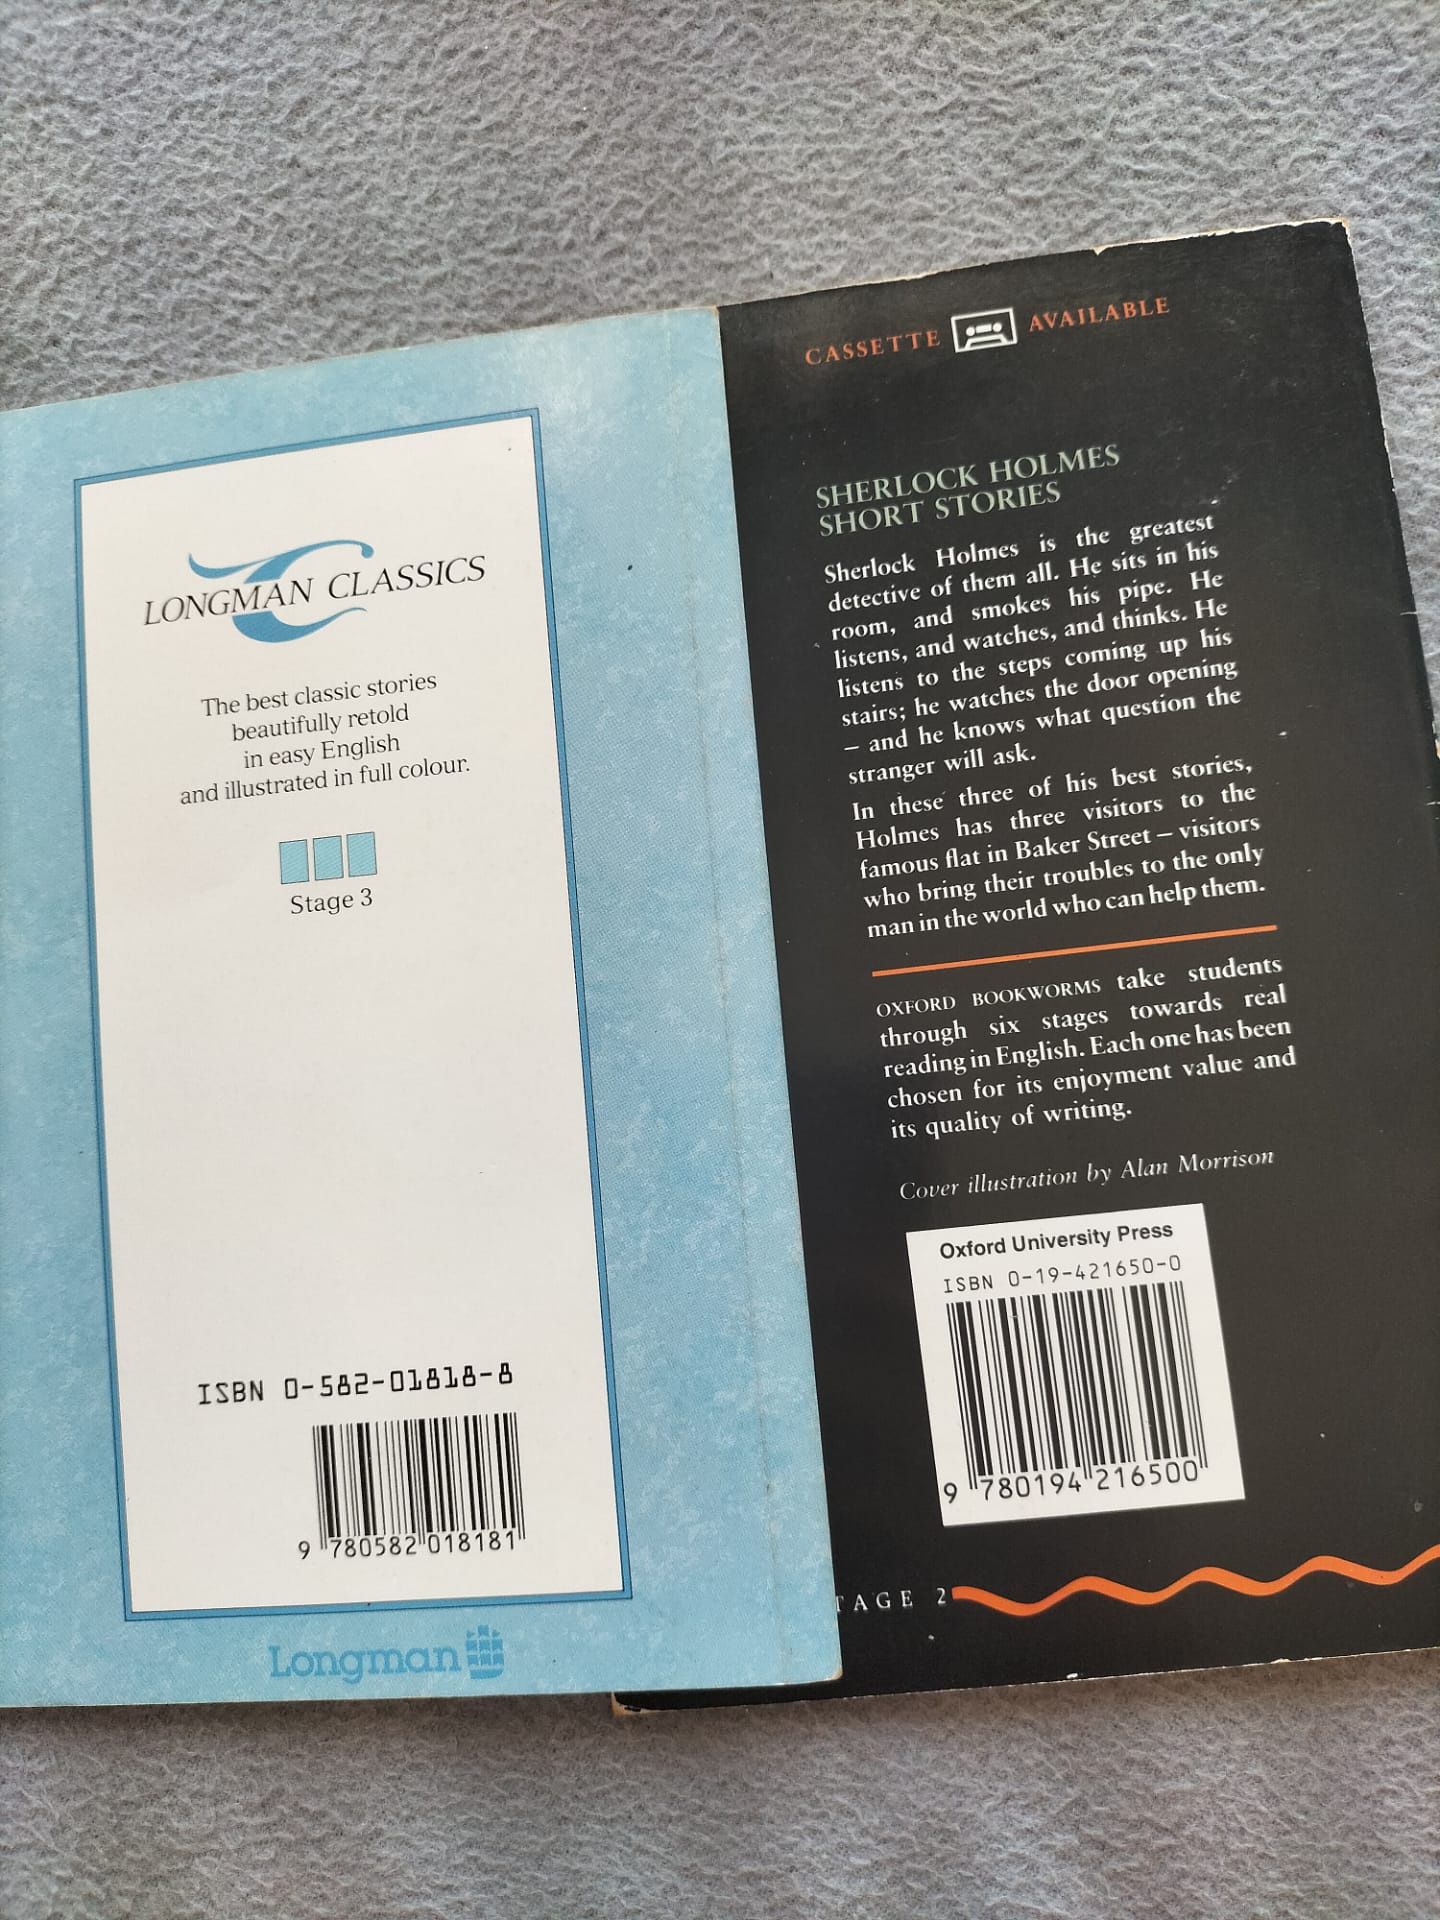 LONGMAN CLASSICS
The best classic stories
beautifully retold
in easy English
and illustrated in full colour.
Stage 3
ISBN 0-582-01818-8
9 780582 018181
Longman
CASSETTE AVAILABLE
SHERLOCK HOLMES
SHORT STORIES
Sherlock Holmes is the greatest
detective of them all. He sits in his
room, and smokes his pipe. He
listens, and watches, and thinks. He
listens to the steps coming up his
stairs; he watches the door opening
– and he knows what question the
stranger will ask.
In these three of his best stories,
Holmes has three visitors to the
famous flat in Baker Street – visitors
who bring their troubles to the only
man in the world who can help them.
OXFORD BOOKWORMS take students
through six stages towards real
reading in English. Each one has been
chosen for its enjoyment value and
its quality of writing.
Cover illustration by Alan Morrison
Oxford University Press
ISBN 0-19-421650-0
9 780194 216500
TAGE 2